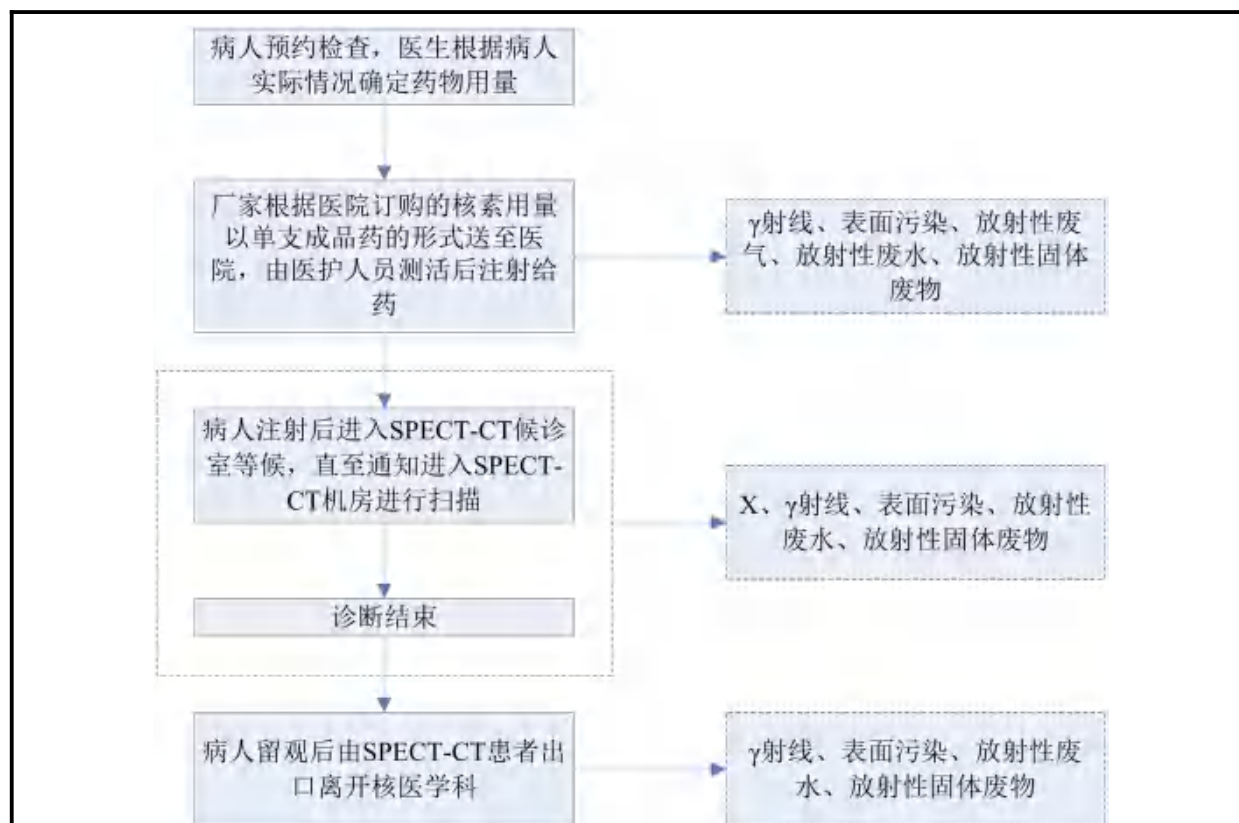 病人预约检查，医生根据病人
实际情况确定药物用量
厂家根据医院订购的核素用量
以单支成品药的形式送至医
院，由医护人员测活后注射给
药
γ射线、表面污染、放射性废
气、放射性废水、放射性固体
废物
病人注射后进入SPECT-CT候诊
室等候，直至通知进入SPECT-
CT机房进行扫描
X、γ射线、表面污染、放射性
废水、放射性固体废物
诊断结束
病人留观后由SPECT-CT患者出
口离开核医学科
γ射线、表面污染、放射性废
水、放射性固体废物